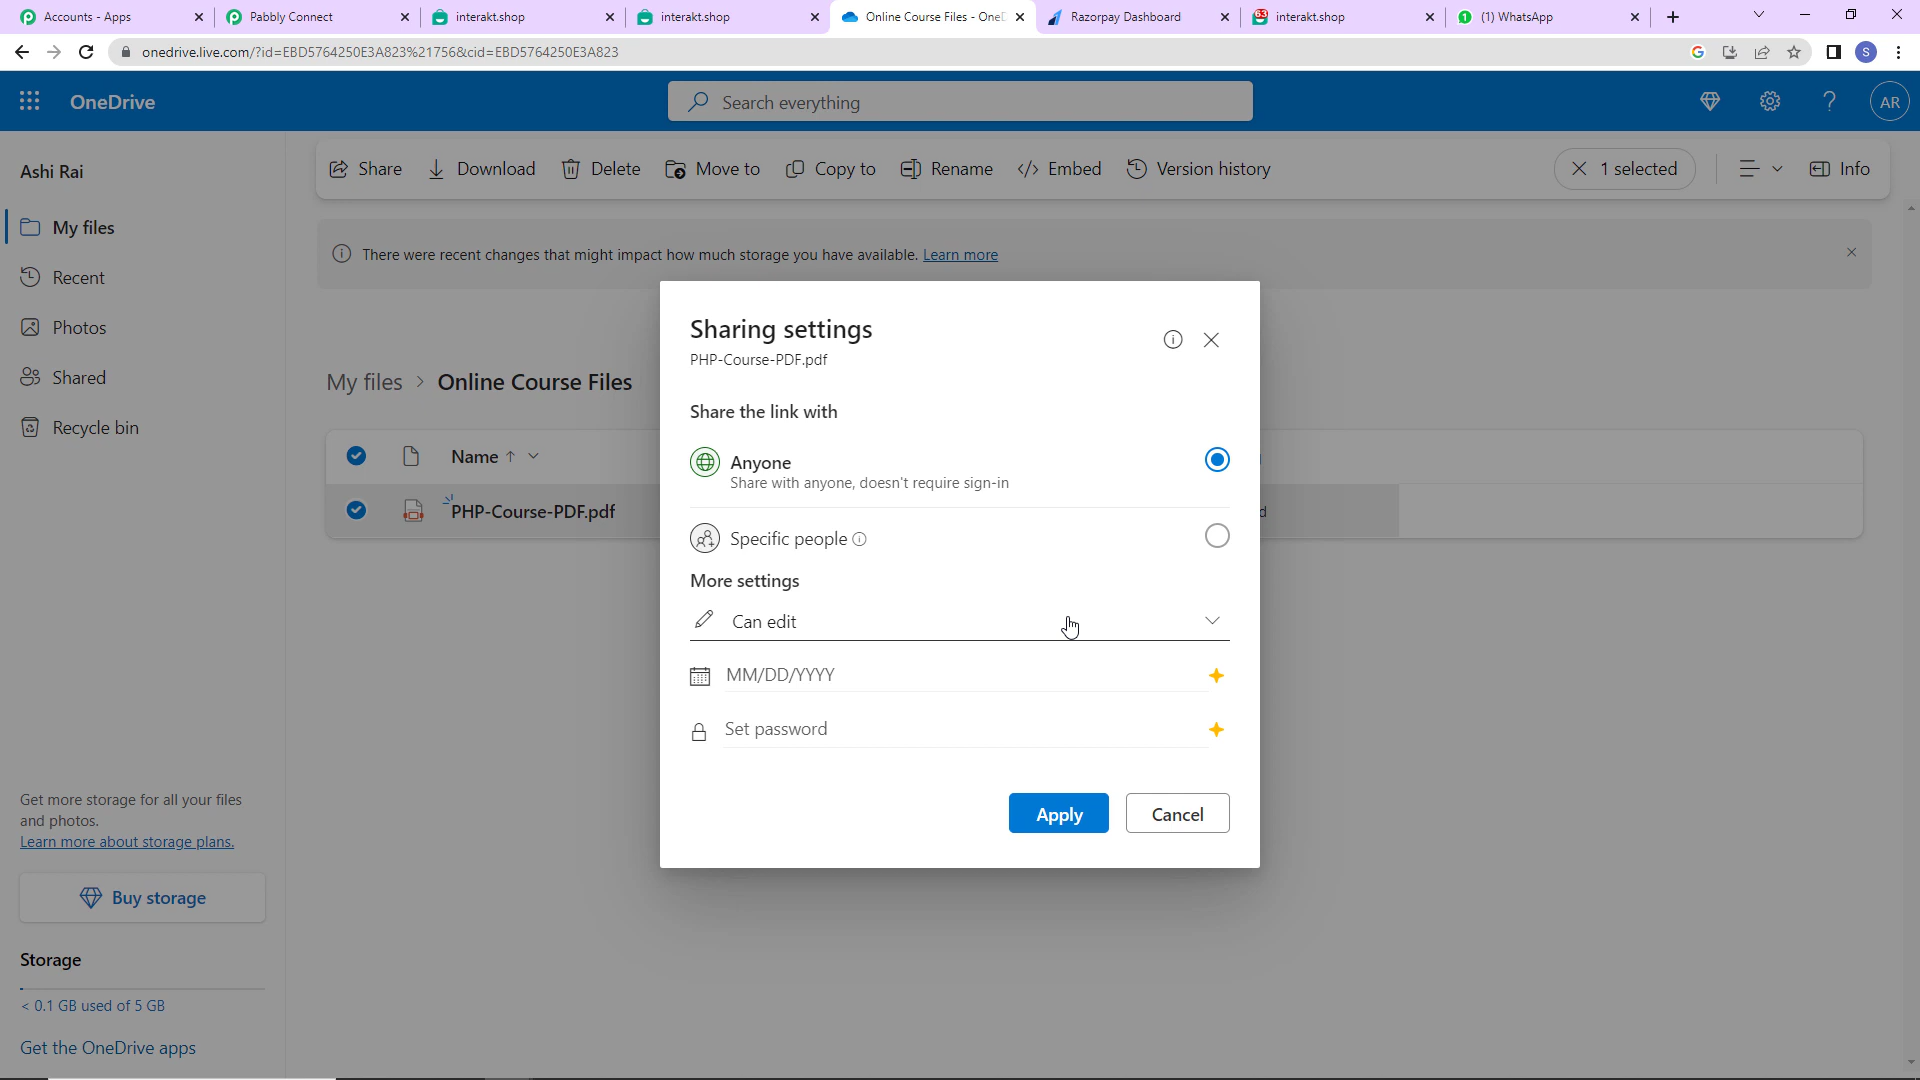 Accounts - Apps
Pabbly Connect
interakt.shop
interakt.shop
Online Course Files - One
Razorpay Dashboard
63
interakt.shop
1
(1) WhatsApp
onedrive.live.com/?id=EBD5764250E3A823%21756&cid=EBD5764250E3A823
S
OneDrive
Search everything
AR
Ashi Rai
Share
Download
Delete
Move to
Copy to
Rename
Embed
Version history
1 selected
Info
My files
There were recent changes that might impact how much storage you have available. Learn more
Recent
Photos
Shared
Recycle bin
My files > Online Course Files
Name
PHP-Course-PDF.pdf
Sharing settings
PHP-Course-PDF.pdf
Share the link with
Anyone
Share with anyone, doesn't require sign-in
Specific people
More settings
Can edit
MM/DD/YYYY
Set password
Apply
Cancel
Get more storage for all your files
and photos.
Learn more about storage plans.
Buy storage
Storage
< 0.1 GB used of 5 GB
Get the OneDrive apps